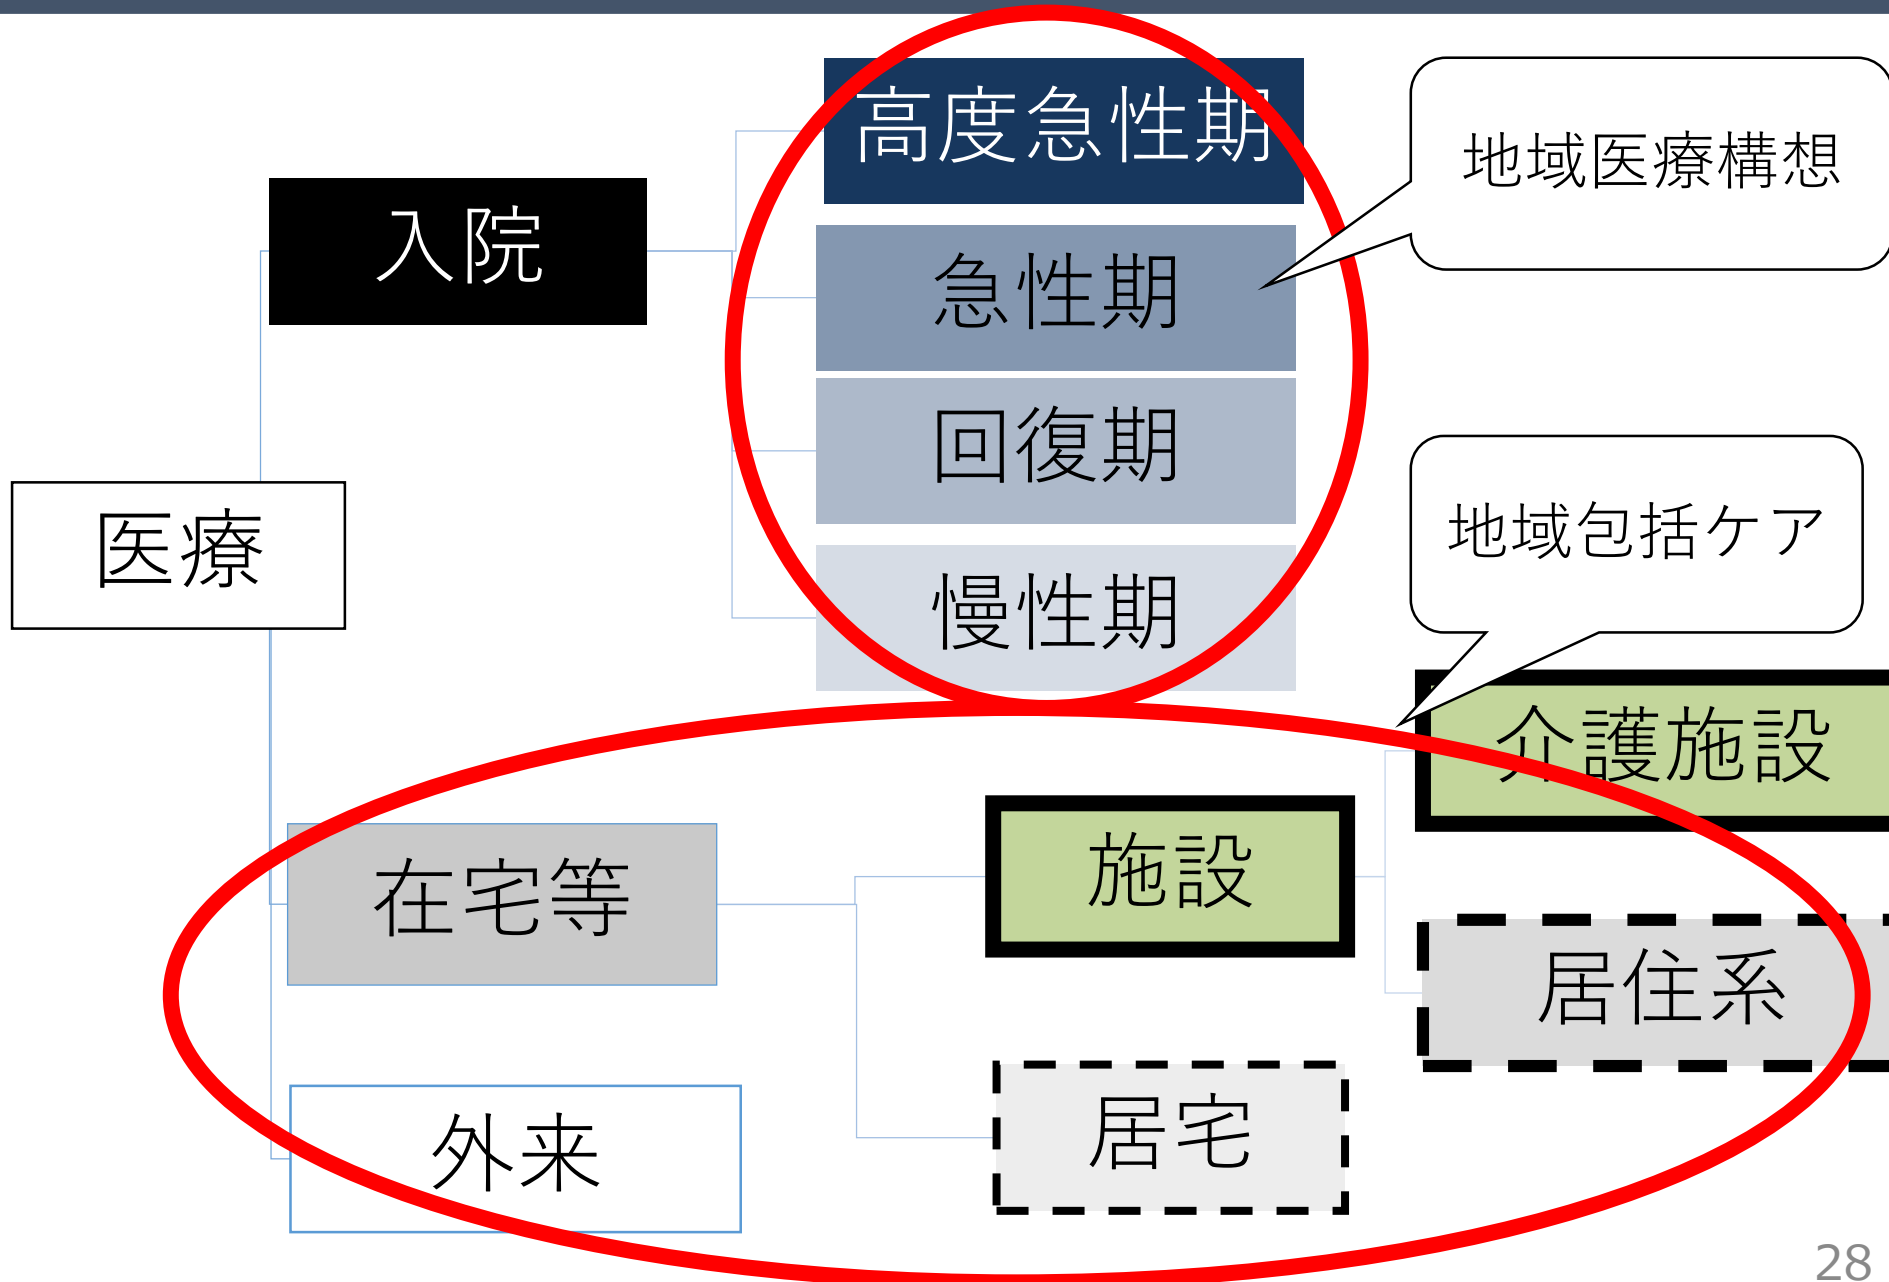 高度急性期
地域医療構想
入院
急性期
回復期
地域包括ケア
医療
慢性期
介護施設
施設
在宅等
居住系
居宅
外来
28